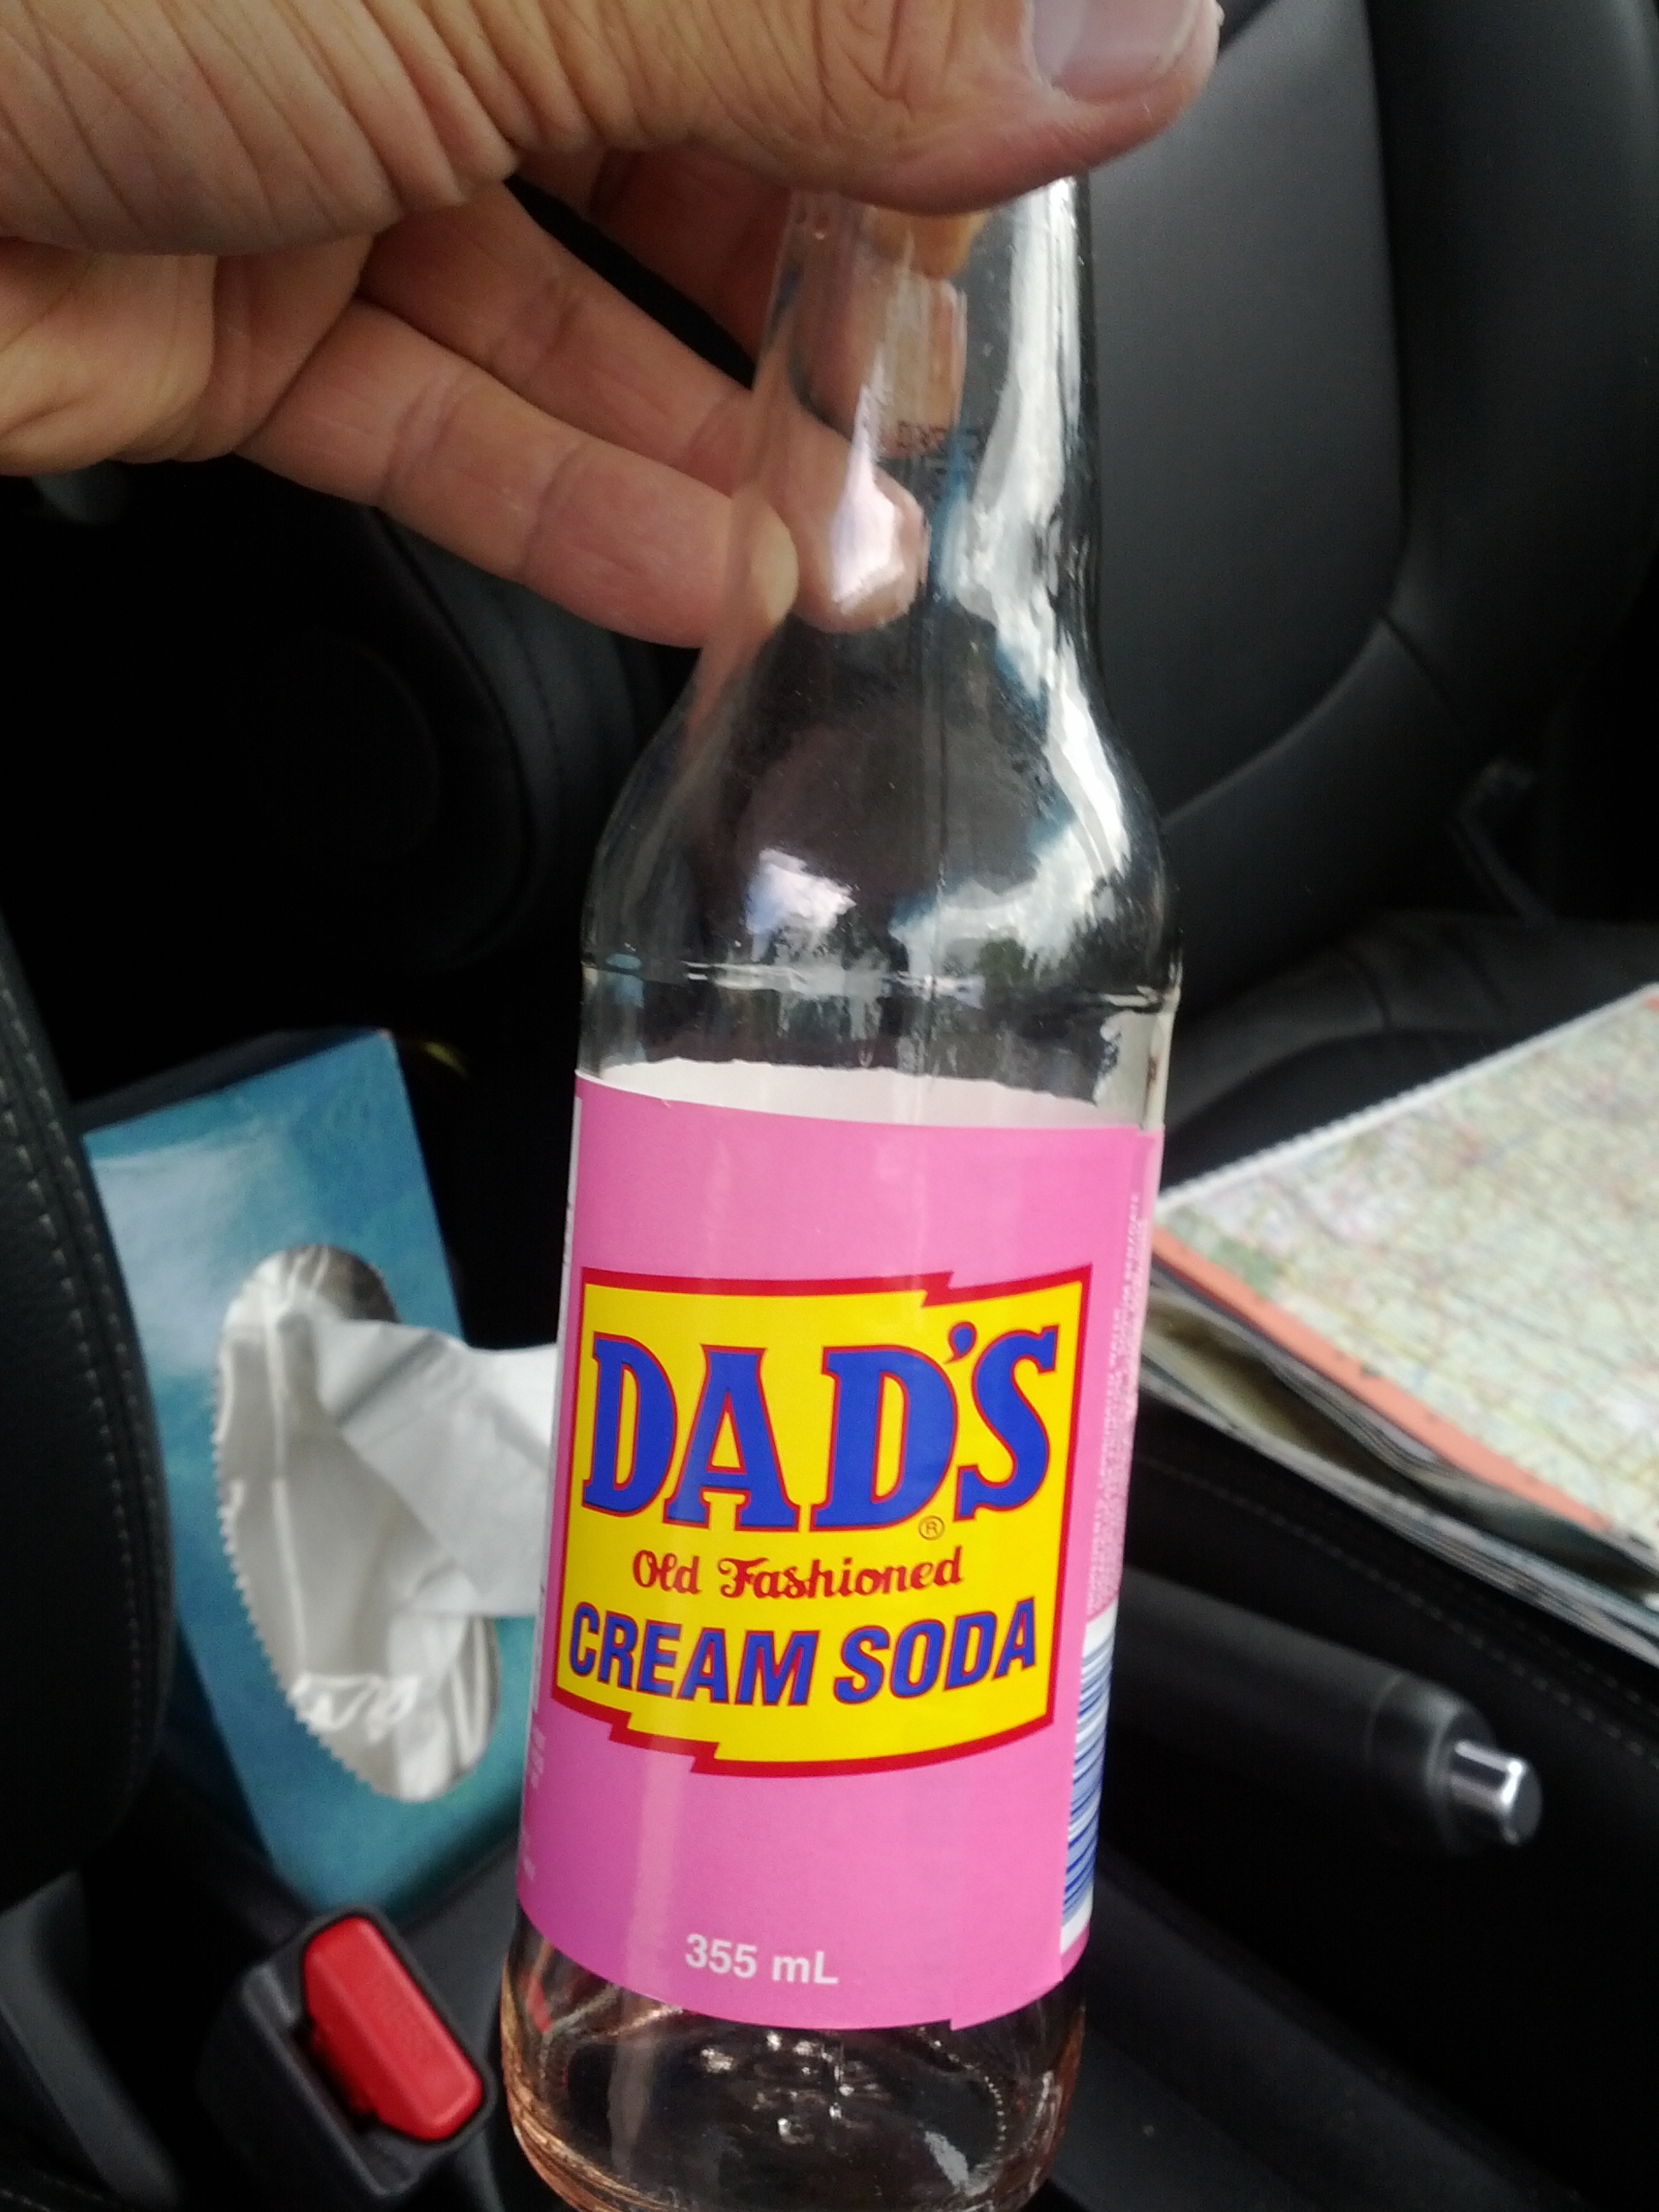 DAD'S
®
Old Fashioned
CREAM SODA
355 mL